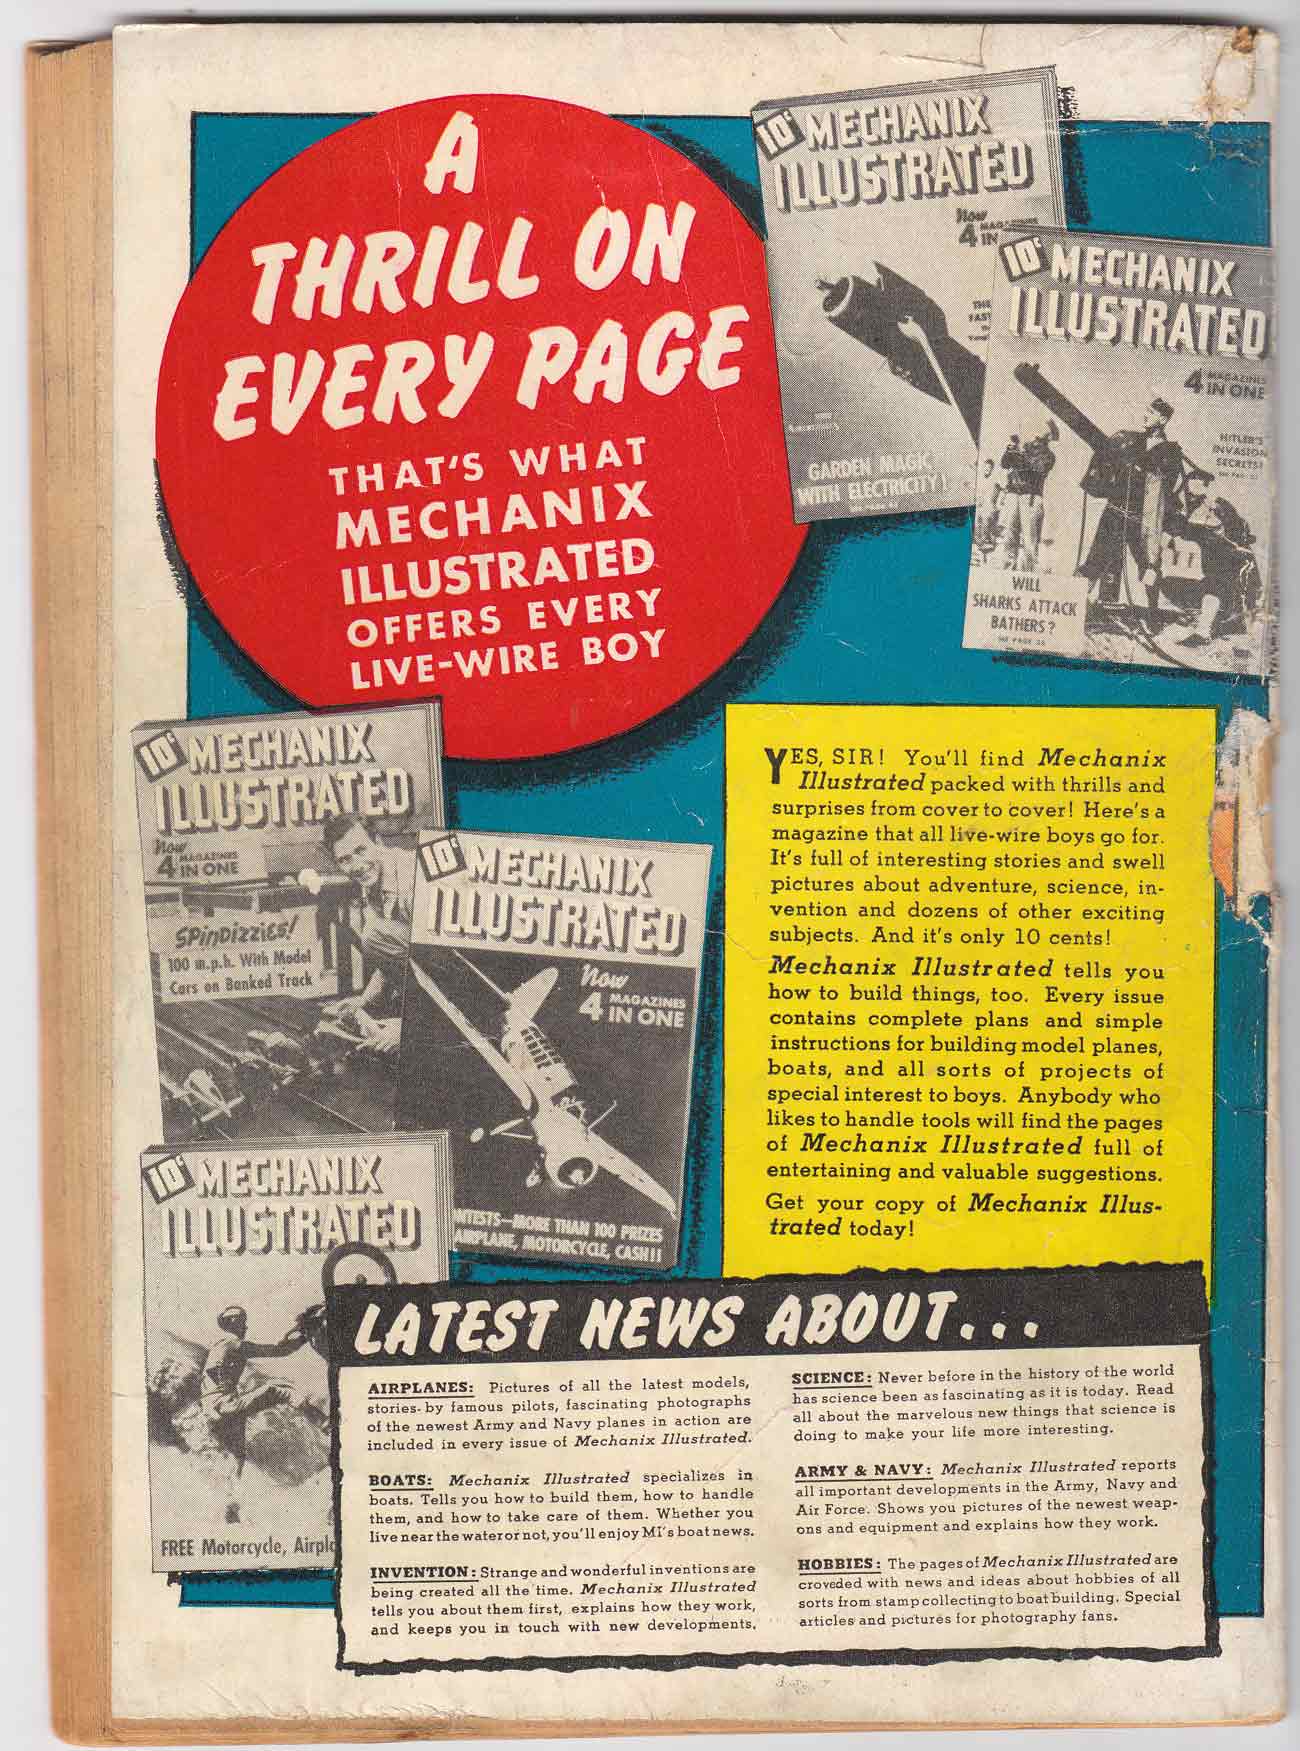 A
THRILL ON
EVERY PAGE
THAT'S WHAT
MECHANIX
ILLUSTRATED
OFFERS EVERY
LIVE-WIRE BOY
10¢ MECHANIX
ILLUSTRATED
Now
4 MAGAZINES
IN
THE
FAS
GARDEN MAGIC
WITH ELECTRICITY!
10¢ MECHANIX
ILLUSTRATED
4 MAGAZINES
IN ONE
HITLER'S
INVASION
SECRETS!
WILL
SHARKS ATTACK
BATHERS?
SEE PAGE 36
10¢ MECHANIX
ILLUSTRATED
Now
4 MAGAZINES
IN ONE
SPINDIZZIES!
100 m.p.h. With Model
Cars on Banked Track
10¢ MECHANIX
ILLUSTRATED
Now
4 MAGAZINES
IN ONE
NTESTS—MORE THAN 100 PRIZES
AIRPLANE, MOTORCYCLE, CASH!!
10¢ MECHANIX
ILLUSTRATED
FREE Motorcycle, Airpla
YES, SIR! You'll find Mechanix
Illustrated packed with thrills and
surprises from cover to cover! Here's a
magazine that all live-wire boys go for.
It's full of interesting stories and swell
pictures about adventure, science, in-
vention and dozens of other exciting
subjects. And it's only 10 cents!
Mechanix Illustrated tells you
how to build things, too. Every issue
contains complete plans and simple
instructions for building model planes,
boats, and all sorts of projects of
special interest to boys. Anybody who
likes to handle tools will find the pages
of Mechanix Illustrated full of
entertaining and valuable suggestions.
Get your copy of Mechanix Illus-
trated today!
LATEST NEWS ABOUT...
AIRPLANES: Pictures of all the latest models,
stories by famous pilots, fascinating photographs
of the newest Army and Navy planes in action are
included in every issue of Mechanix Illustrated.
BOATS: Mechanix Illustrated specializes in
boats. Tells you how to build them, how to handle
them, and how to take care of them. Whether you
live near the water or not, you'll enjoy MI's boat news.
INVENTION: Strange and wonderful inventions are
being created all the time. Mechanix Illustrated
tells you about them first, explains how they work,
and keeps you in touch with new developments.
SCIENCE: Never before in the history of the world
has science been as fascinating as it is today. Read
all about the marvelous new things that science is
doing to make your life more interesting.
ARMY & NAVY: Mechanix Illustrated reports
all important developments in the Army, Navy and
Air Force. Shows you pictures of the newest weap-
ons and equipment and explains how they work.
HOBBIES: The pages of Mechanix Illustrated are
croveded with news and ideas about hobbies of all
sorts from stamp collecting to boat building. Special
articles and pictures for photography fans.